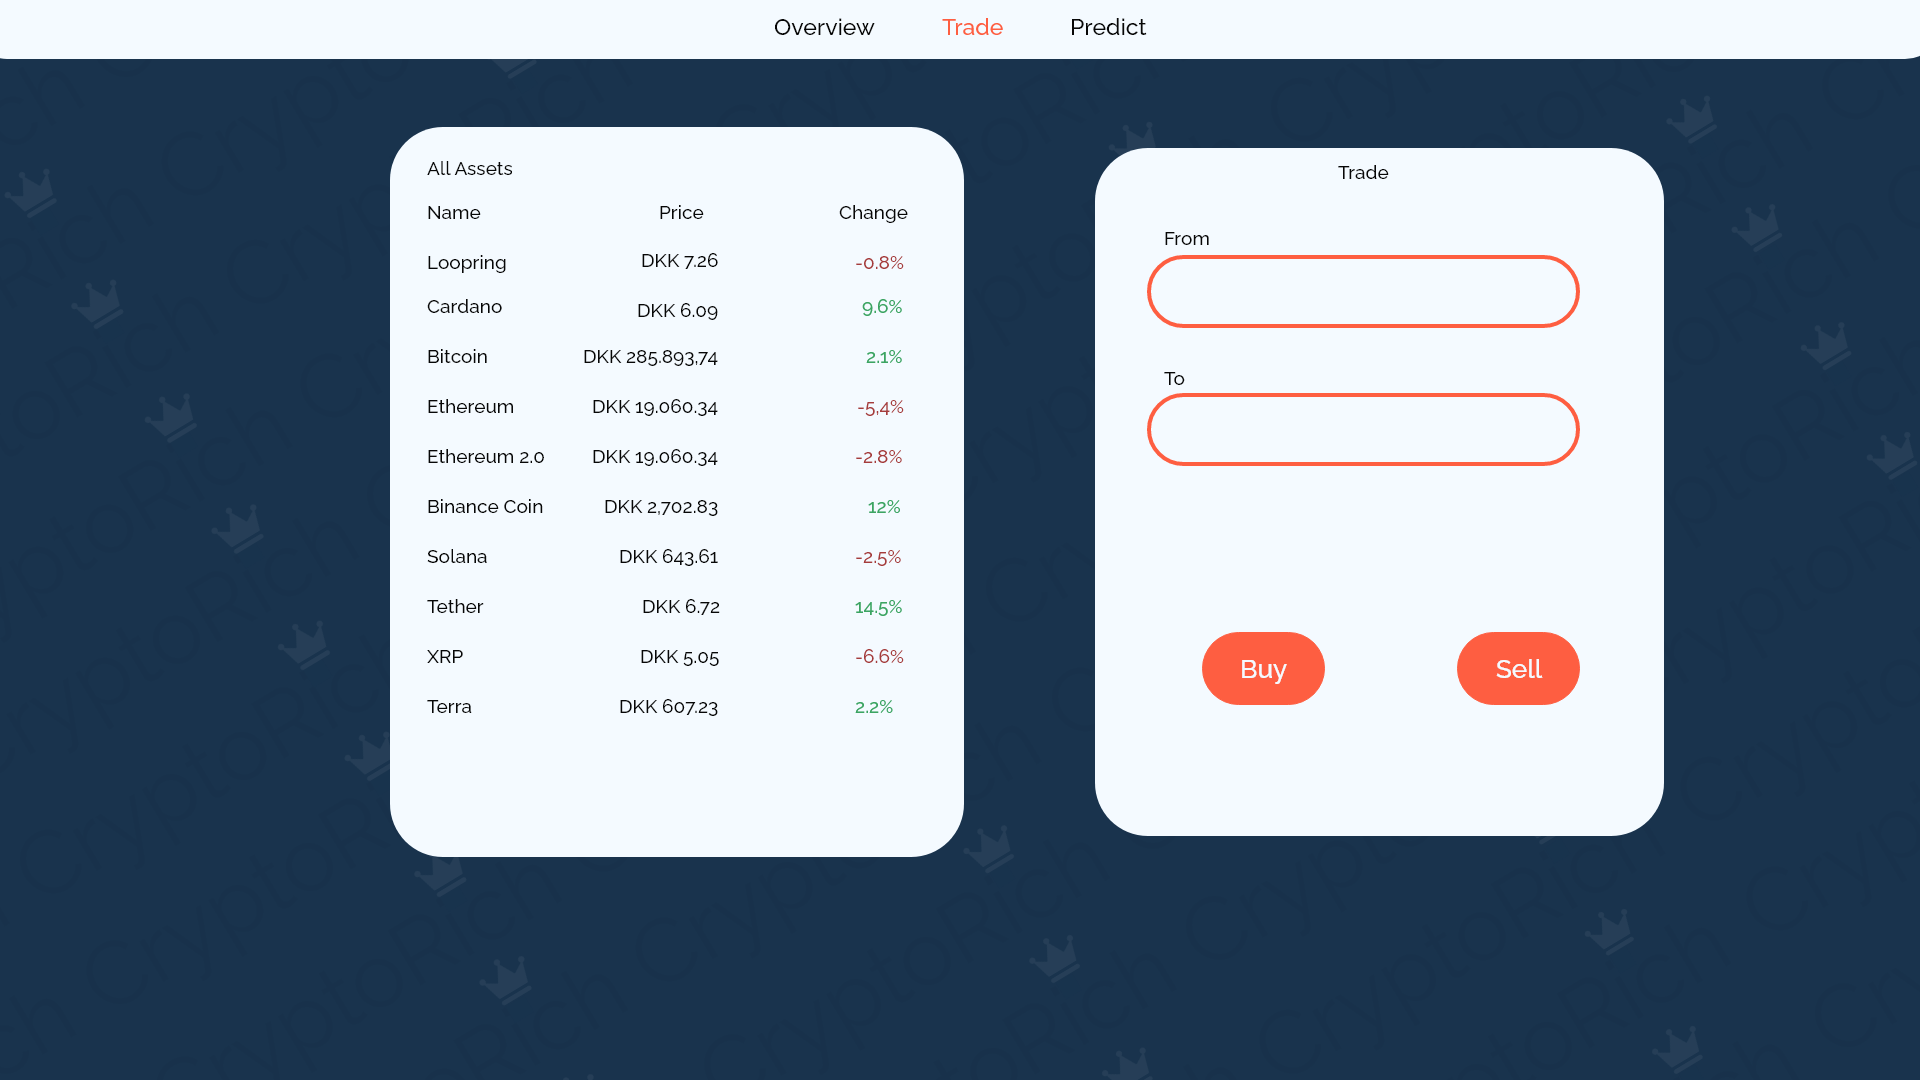 Overview Trade Predict
All Assets
Name Price Change
Loopring DKK 7.26 -0.8%
Cardano DKK 6.09 9.6%
Bitcoin DKK 285.893,74 2.1%
Ethereum DKK 19.060.34 -5,4%
Ethereum 2.0 DKK 19.060.34 -2.8%
Binance Coin DKK 2,702.83 12%
Solana DKK 643.61 -2.5%
Tether DKK 6.72 14.5%
XRP DKK 5.05 -6.6%
Terra DKK 607.23 2.2%
Trade
From
To
Buy Sell
CryptoRich